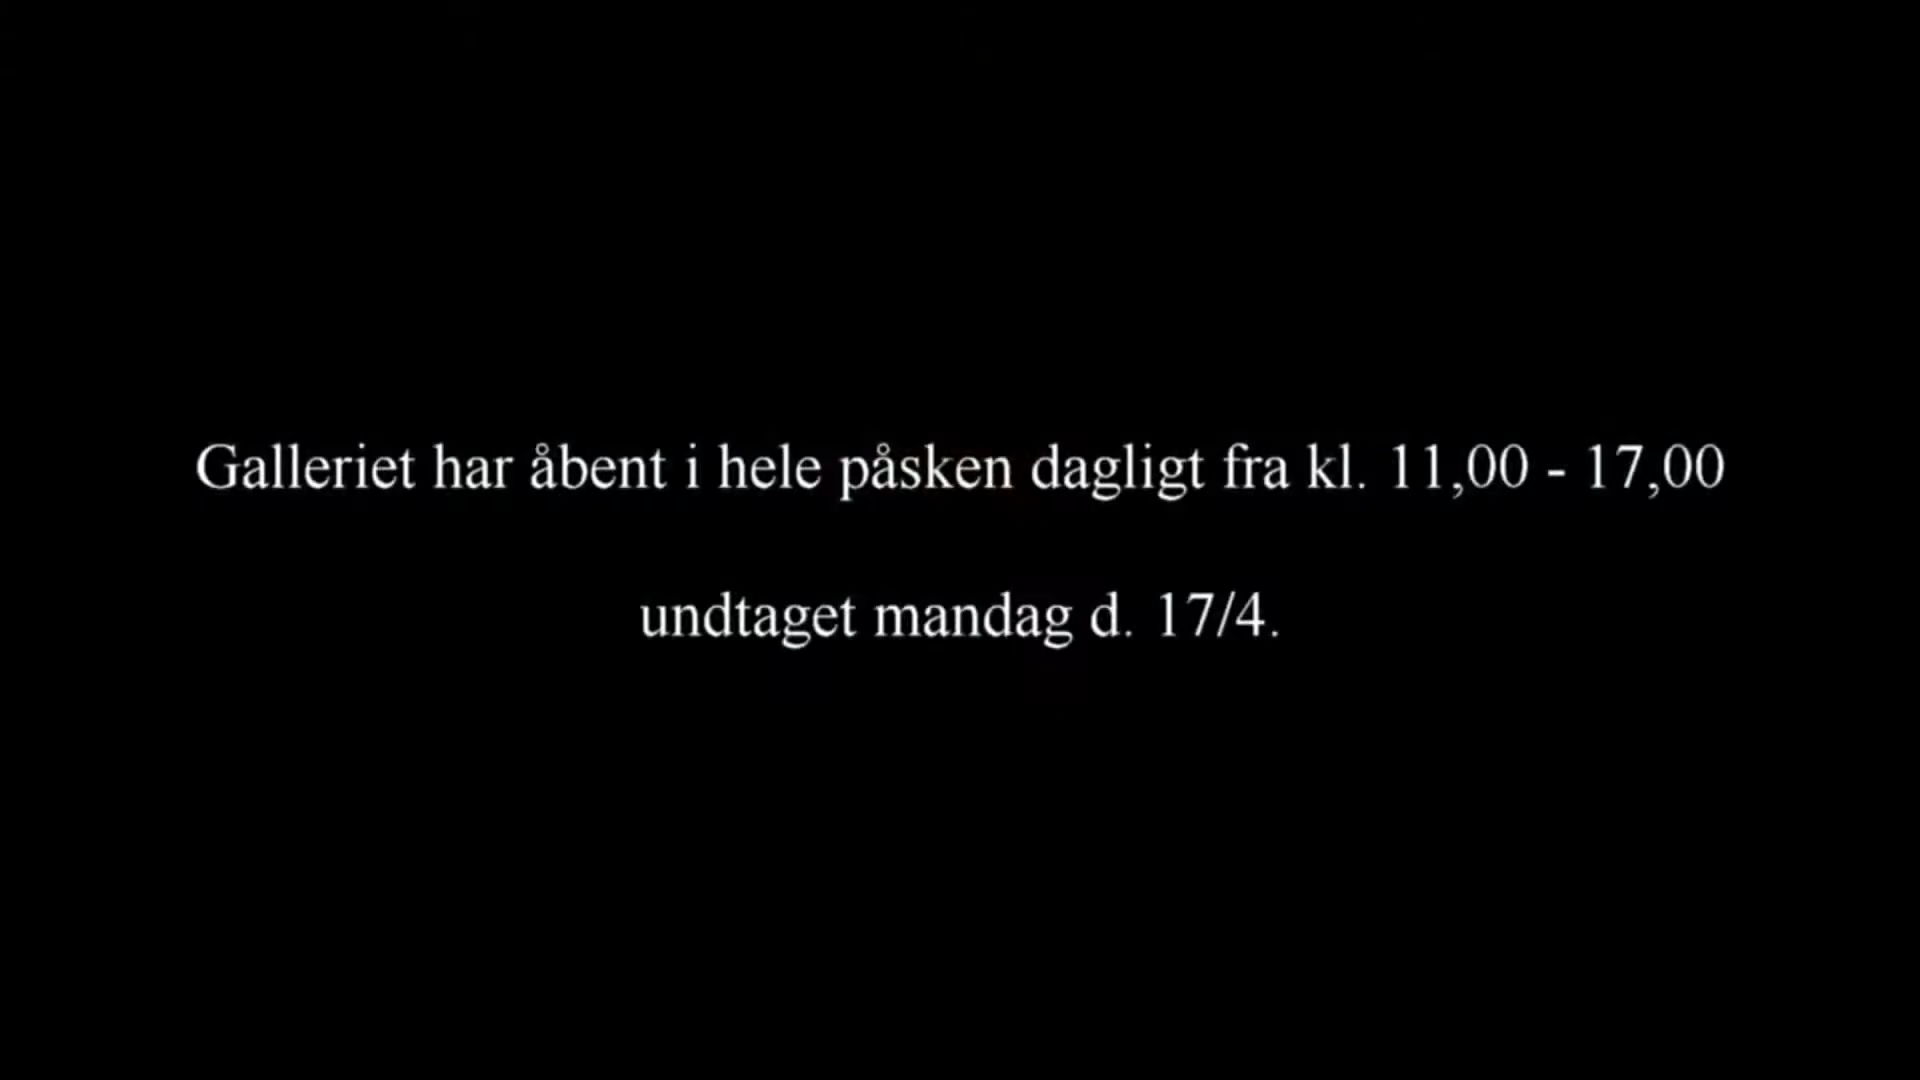 Galleriet har åbent i hele påsken dagligt fra kl. 11,00 - 17,00
undtaget mandag d. 17/4.